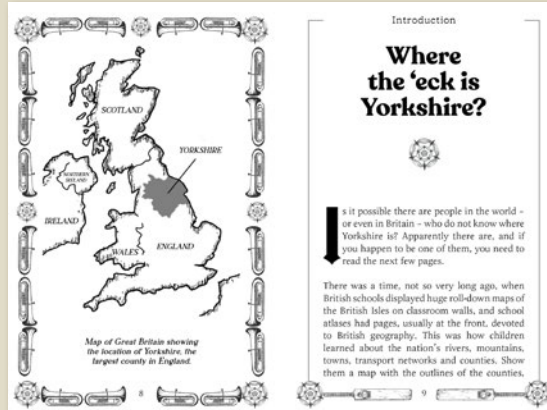 SCOTLAND
YORKSHIRE
NORTHERN
IRELAND
IRELAND
WALES
ENGLAND
Map of Great Britain showing
the location of Yorkshire, the
largest county in England.
8
Introduction
Where
the ‘eck is
Yorkshire?
Is it possible there are people in the world –
or even in Britain – who do not know where
Yorkshire is? Apparently there are, and if
you happen to be one of them, you need to
read the next few pages.
There was a time, not so very long ago, when
British schools displayed huge roll-down maps of
the British Isles on classroom walls, and school
atlases had pages, usually at the front, devoted
to British geography. This was how children
learned about the nation's rivers, mountains,
towns, transport networks and counties. Show
them a map with the outlines of the counties,
9